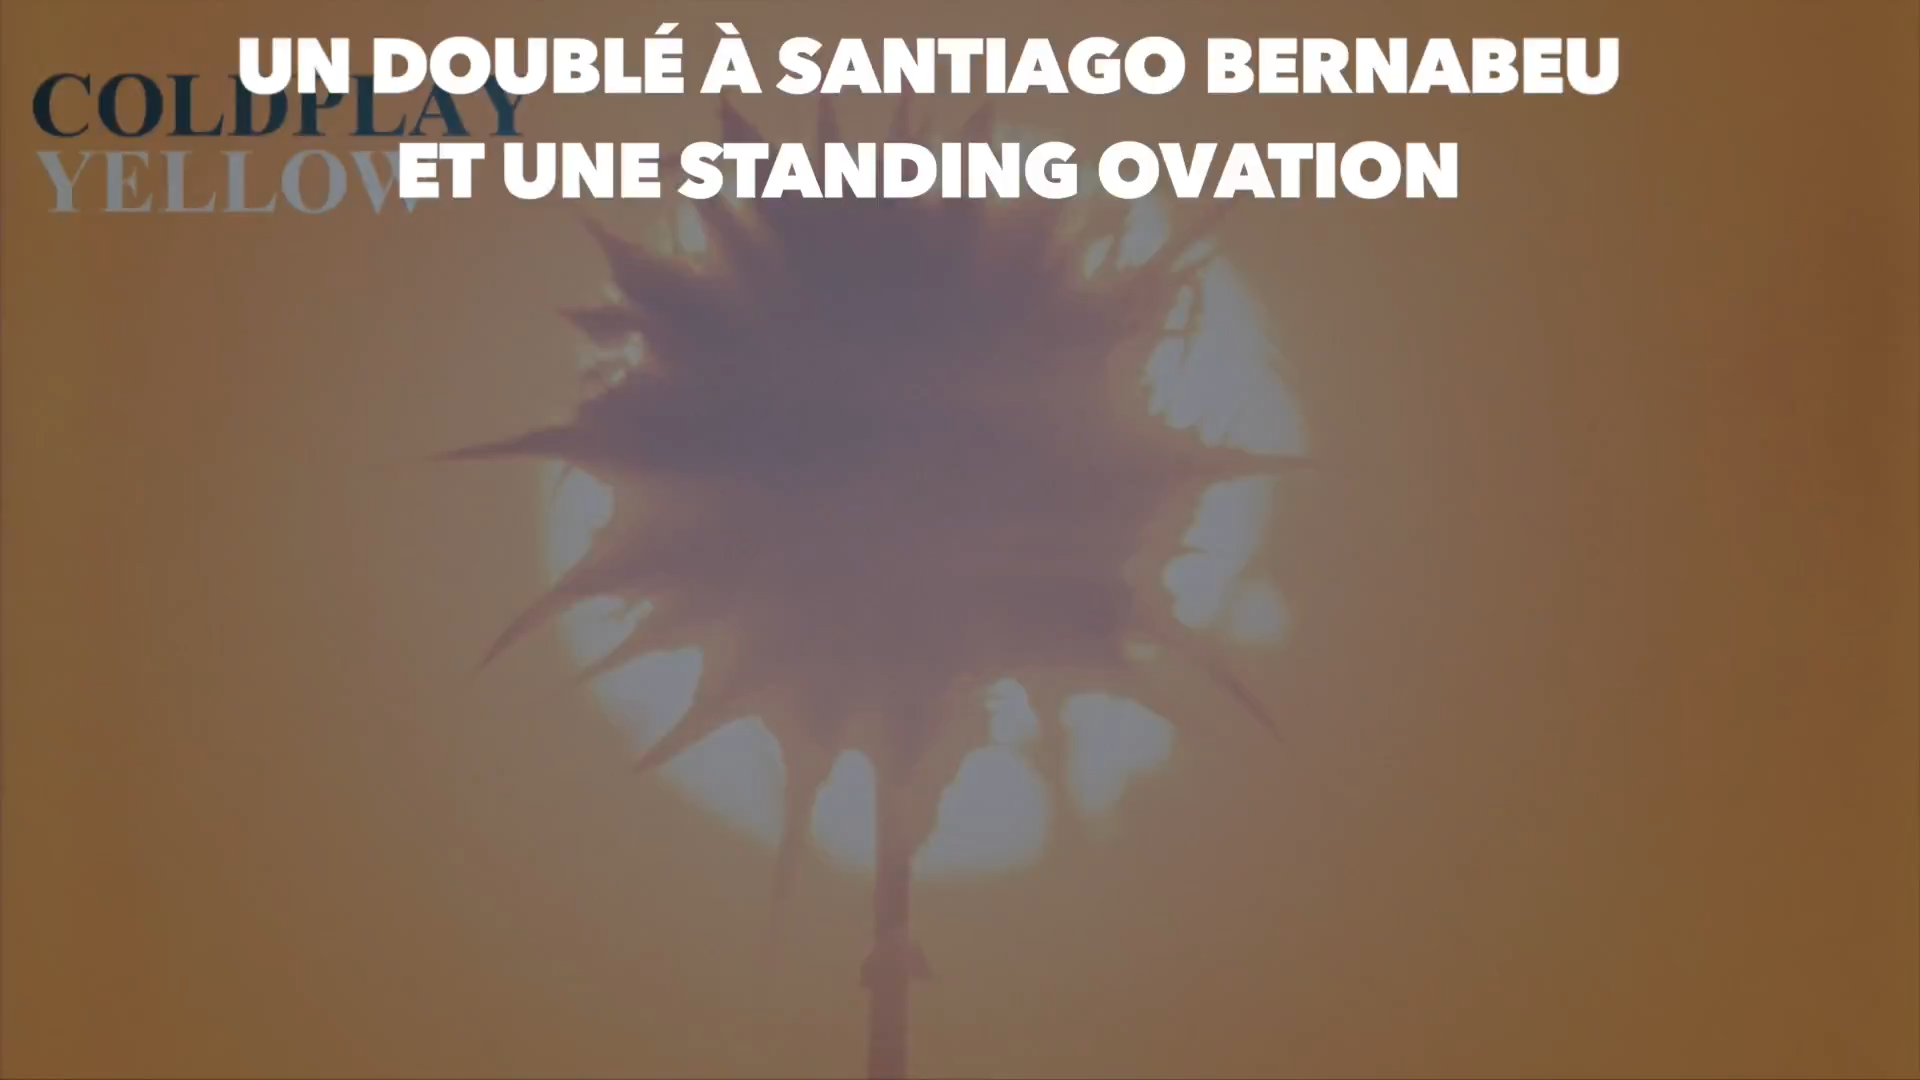 UN DOUBLÉ À SANTIAGO BERNABEU
ET UNE STANDING OVATION
COLDPLAY
YELLOW